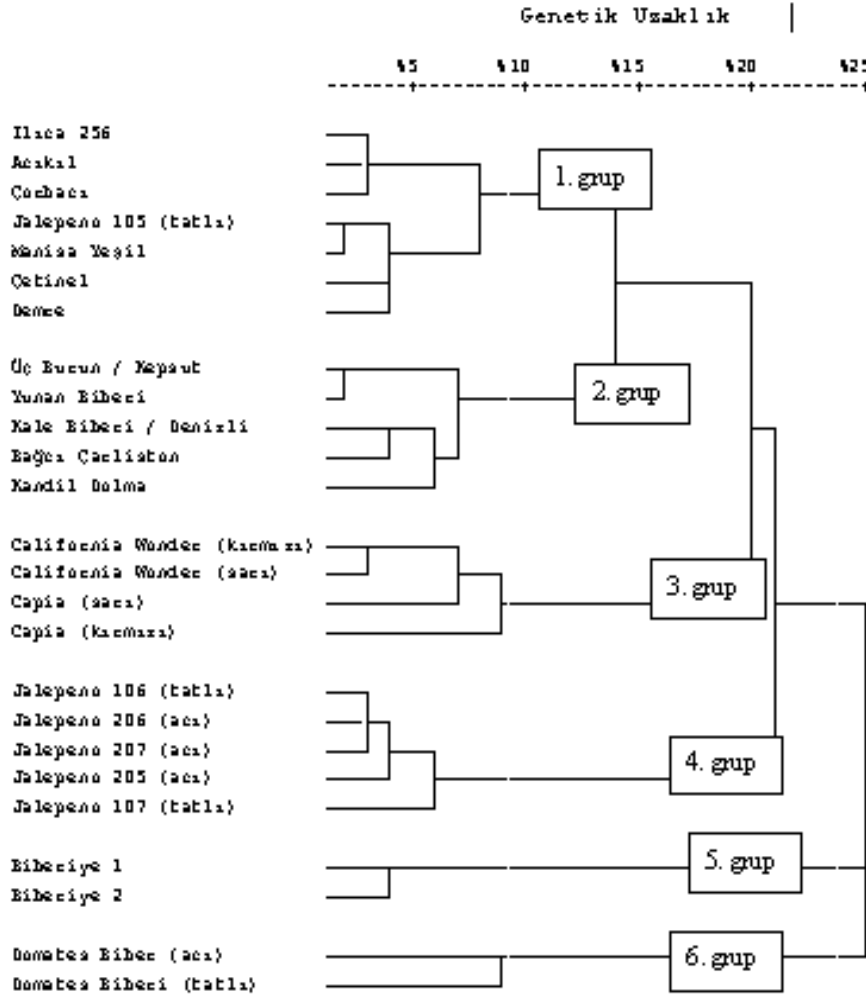 Genetik Uzaklık
%5 %10 %15 %20 %25
Ilıca 256
Acıkıl
Çorbacı
Jalepeno 105 (tatlı)
Manisa Yeşil
Çetinel
Demre
1. grup
Üç Burun / Kepsut
Yunan Biberi
Kale Biberi / Denizli
Bağcı Çarliston
Kandil Dolma
2. grup
California Wonder (kırmızı)
California Wonder (sarı)
Capia (sarı)
Capia (kırmızı)
3. grup
Jalepeno 106 (tatlı)
Jalepeno 206 (acı)
Jalepeno 207 (acı)
Jalepeno 205 (acı)
Jalepeno 107 (tatlı)
4. grup
Biberiye 1
Biberiye 2
5. grup
Domates Biber (acı)
Domates Biberi (tatlı)
6. grup